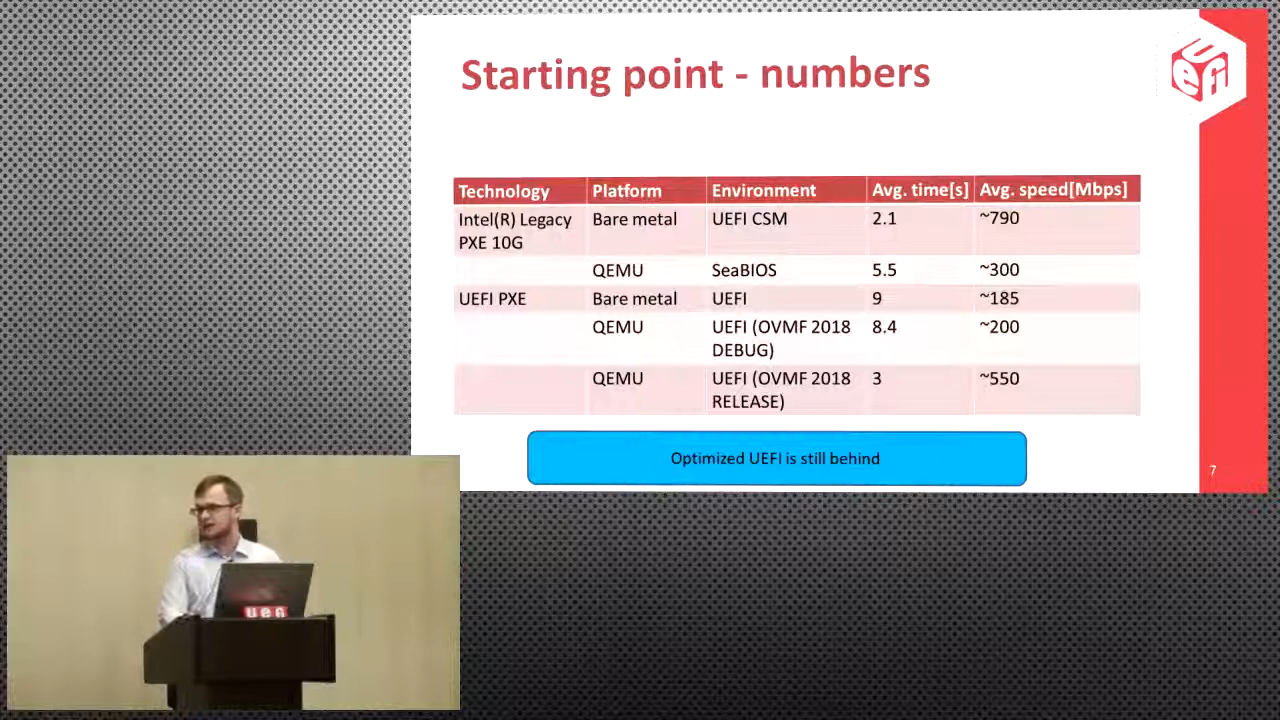 Starting point - numbers
uefi
Technology Platform Environment Avg. time[s] Avg. speed[Mbps]
Intel(R) Legacy Bare metal UEFI CSM 2.1 ~790
PXE 10G
QEMU SeaBIOS 5.5 ~300
UEFI PXE Bare metal UEFI 9 ~185
QEMU UEFI (OVMF 2018 8.4 ~200
DEBUG)
QEMU UEFI (OVMF 2018 3 ~550
RELEASE)
Optimized UEFI is still behind
7
uefi